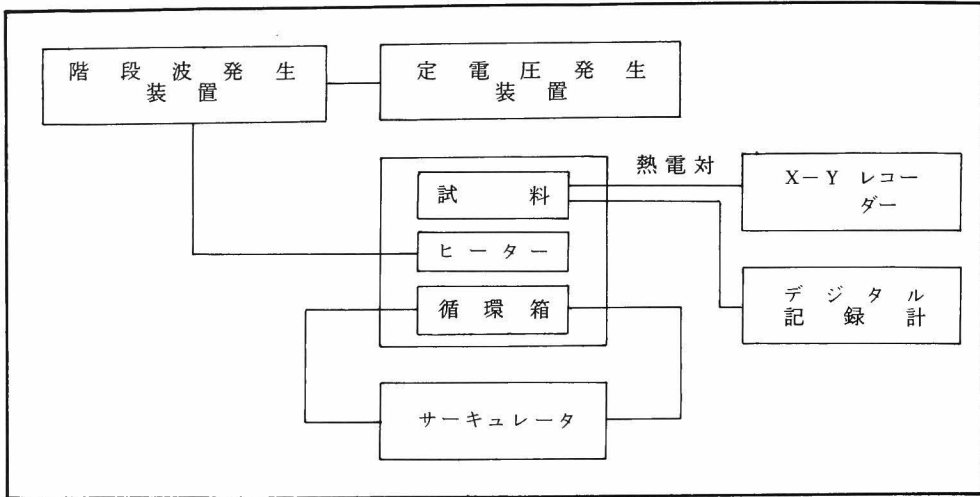 階段波発生
装置
定電圧発生
装置
熱電対
試料
X－Y レコー
ダー
ヒーター
デジタル
記録計
循環箱
サーキュレータ